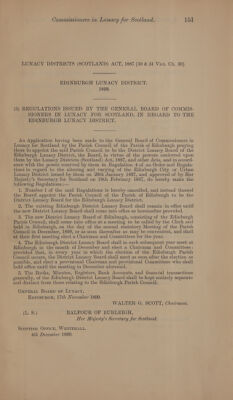 Commissioners in Lunacy for Scotland. 151
LUNACY DISTRICTS (SCOTLAND) ACT, 1887 [50 & 51 VICT. CH. 39].
EDINBURGH LUNACY DISTRICT.
1899.
(3) REGULATIONS ISSUED BY THE GENERAL BOARD OF COMMIS-
SIONERS IN LUNACY FOR SCOTLAND, IN REGARD TO THE
EDINBURGH LUNACY DISTRICT.
An Application having been made to the General Board of Commissioners in
Lunacy for Scotland by the Parish Council of the Parish of Edinburgh praying
them to appoint the said Parish Council to be the District Lunacy Board of the
Edinburgh Lunacy District, the Board, in virtue of the powers conferred upon
them by the Lunacy Districts (Scotland) Act, 1887, and other Acts, and in accord-
ance with the powers reserved by them in Regulation 4 of an Order and Regula-
tions in regard to the altering and varying of the Edinburgh City or Urban
Lunacy District issued by them on 26th January 1897, and approved of by Her
Majesty's Secretary for Scotland on 18th February 1897, hereby issue the
following Regulations:—
1. Number 1 of the said Regulations is hereby cancelled, and instead thereof
the Board appoint the Parish Council of the Parish of Edinburgh to be the
District Lunacy Board for the Edinburgh Lunacy District.
2. The existing Edinburgh District Lunacy Board shall remain in office until
the new District Lunacy Board shall come into office as hereinafter provided.
3. The new District Lunacy Board of Edinburgh, consisting of the Edinburgh
Parish Council, shall come into office at a meeting to be called by the Clerk and
held in Edinburgh, on the day of the second statutory Meeting of the Parish
Council in December, 1899, or as soon thereafter as may be convenient, and shall
at their first meeting elect a Chairman and Committees for the year.
4. The Edinburgh District Lunacy Board shall in each subsequent year meet at
Edinburgh in the month of December and elect a Chairman and Committees:
provided that, in every year in which the election of the Edinburgh Parish
Council occurs, the District Lunacy Board shall meet as soon after the election as
possible, and elect a provisional Chairman and provisional Committees who shall
hold office until the meeting in December aforesaid.
5. The Books, Minutes, Registers, Bank Accounts, and financial transactions
generally, of the Edinburgh District Lunacy Board shall be kept entirely separate
and distinct from those relating to the Edinburgh Parish Council.
GENERAL BOARD OF LUNACY,
EDINBURGH, 17th November 1899.
WALTER G. SCOTT, Chairman.
(L. S.) BALFOUR OF BURLEIGH,
Her Majesty's Secretary for Scotland.
SCOTTISH OFFICE, WHITEHALL,
4th December 1899.